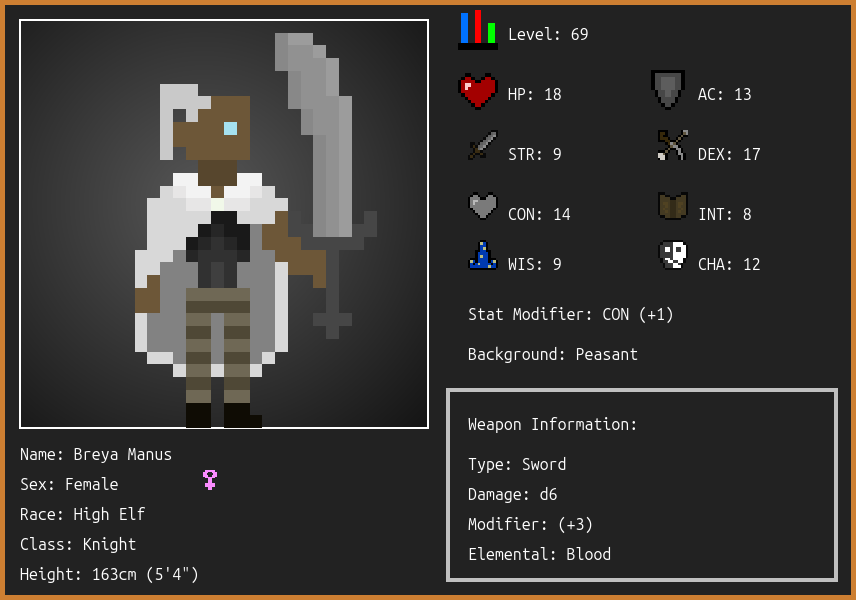 Level: 69
HP: 18
AC: 13
STR: 9
DEX: 17
CON: 14
INT: 8
WIS: 9
CHA: 12
Stat Modifier: CON (+1)
Background: Peasant
Weapon Information:
Type: Sword
Damage: d6
Modifier: (+3)
Elemental: Blood
Name: Breya Manus
Sex: Female
Race: High Elf
Class: Knight
Height: 163cm (5'4")